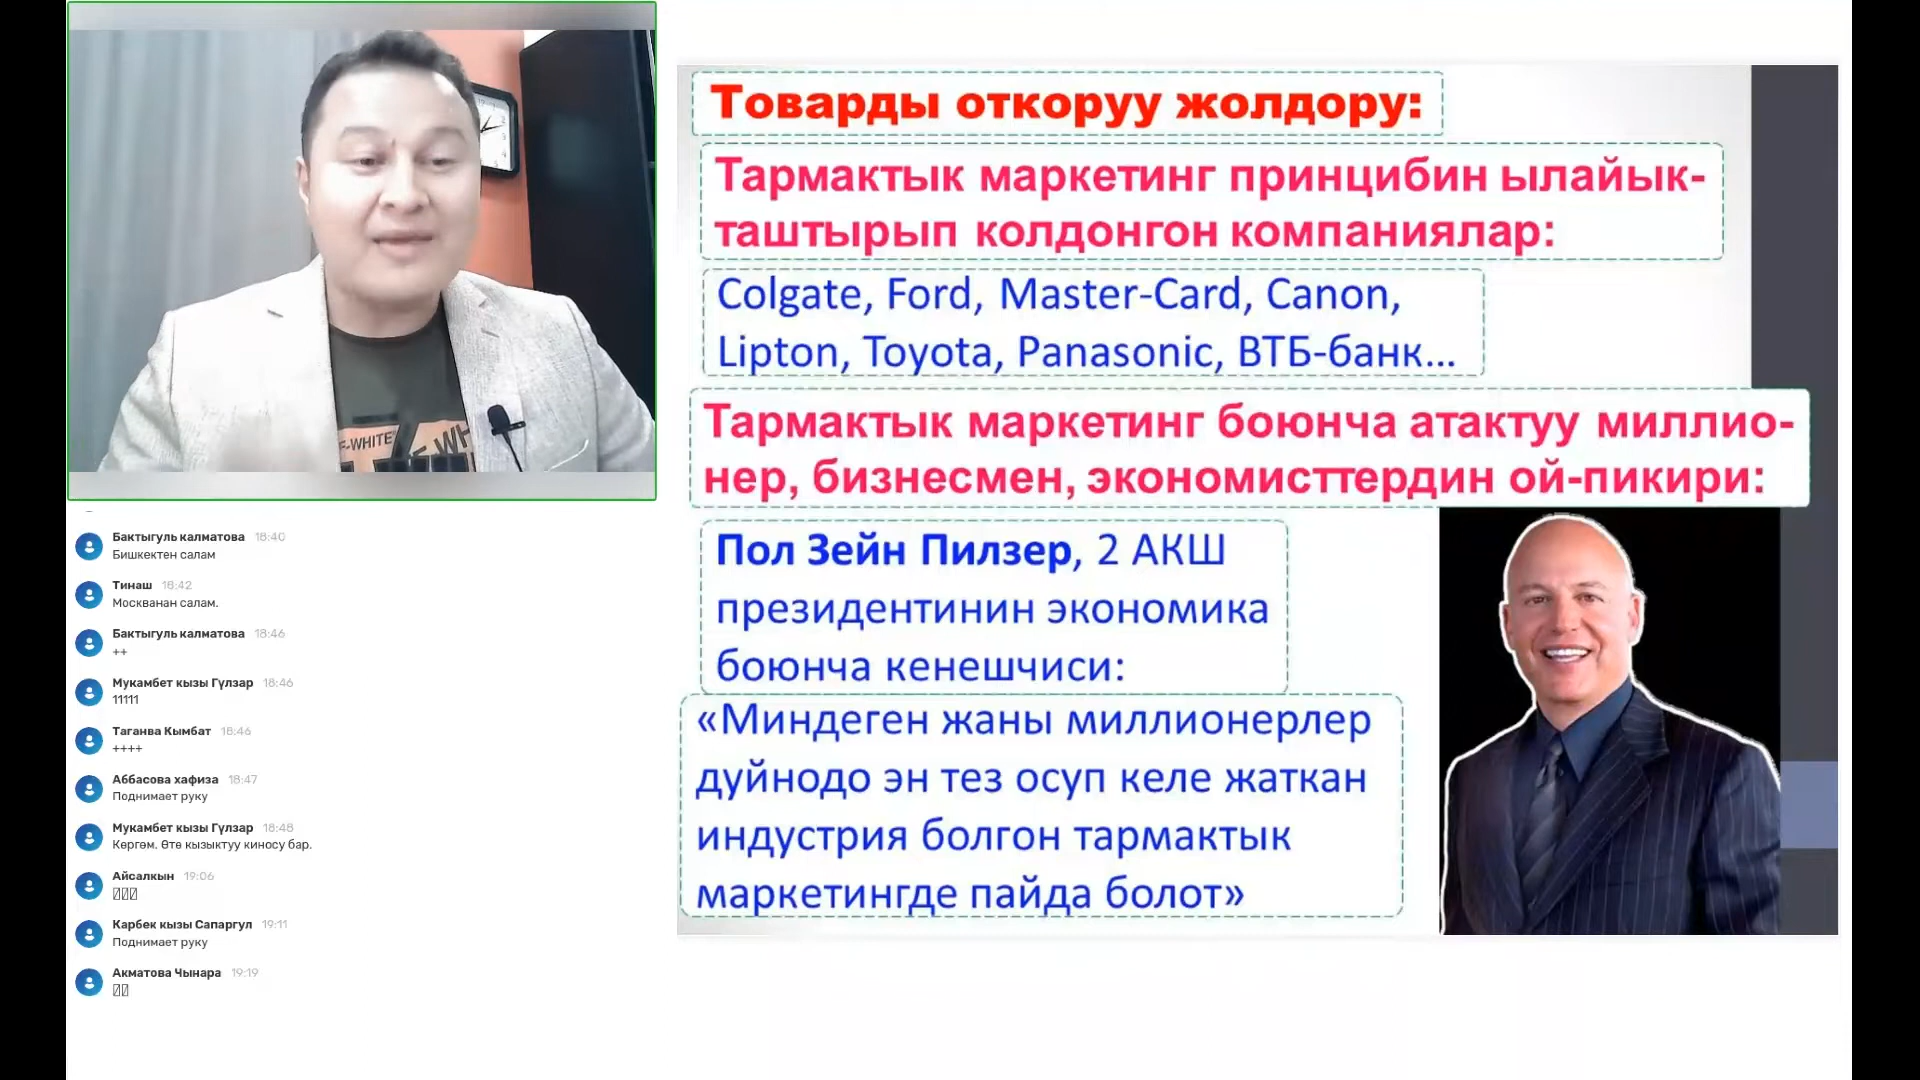 E-WHITE
Бактыгуль калматова 18:40
Бишкектен салам
Тинаш 18:42
Москванан салам.
Бактыгуль калматова 18:46
++
Мукамбет кызы Гүлзар 18:46
11111
Таганва Кымбат 18:46
++++
Аббасова хафиза 18:47
Поднимает руку
Мукамбет кызы Гүлзар 18:48
Кергөм. Өтө кызыктуу киносу бар.
Айсалкын 19:06
Карбек кызы Сапаргул 19:11
Поднимает руку
Акматова Чынара 19:19
Товарды откоруу жолдору:
Тармактык маркетинг принцибин ылайык-
таштырып колдонгон компаниялар:
Colgate, Ford, Master-Card, Canon,
Lipton, Toyota, Panasonic, ВТБ-банк...
Тармактык маркетинг боюнча атактуу миллио-
нер, бизнесмен, экономисттердин ой-пикири:
Пол Зейн Пилзер, 2 АКШ
президентинин экономика
боюнча кенешчиси:
«Миндеген жаны миллионерлер
дуйнодо эн тез осуп келе жаткан
индустрия болгон тармактык
маркетингде пайда болот»